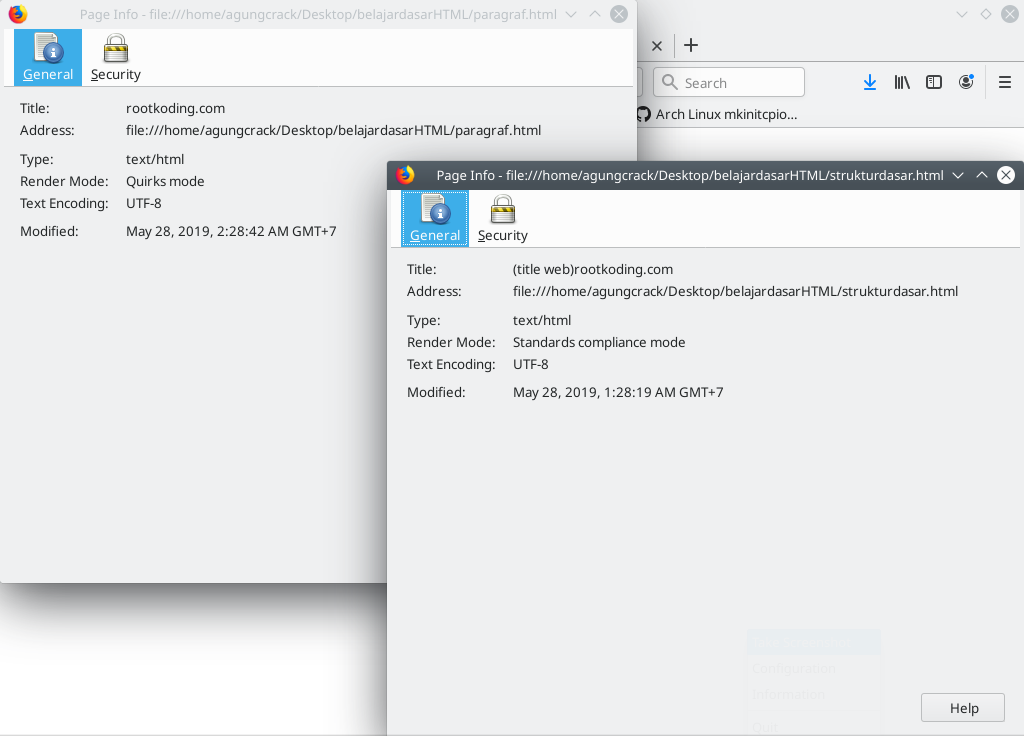 Page Info - file:///home/agungcrack/Desktop/belajardasarHTML/paragraf.html
General
Security
Title: rootkoding.com
Address: file:///home/agungcrack/Desktop/belajardasarHTML/paragraf.html
Type: text/html
Render Mode: Quirks mode
Text Encoding: UTF-8
Modified: May 28, 2019, 2:28:42 AM GMT+7
Search
Arch Linux mkinitcpio...
Page Info - file:///home/agungcrack/Desktop/belajardasarHTML/strukturdasar.html
General
Security
Title: (title web)rootkoding.com
Address: file:///home/agungcrack/Desktop/belajardasarHTML/strukturdasar.html
Type: text/html
Render Mode: Standards compliance mode
Text Encoding: UTF-8
Modified: May 28, 2019, 1:28:19 AM GMT+7
Configuration
Information
Quit
Help